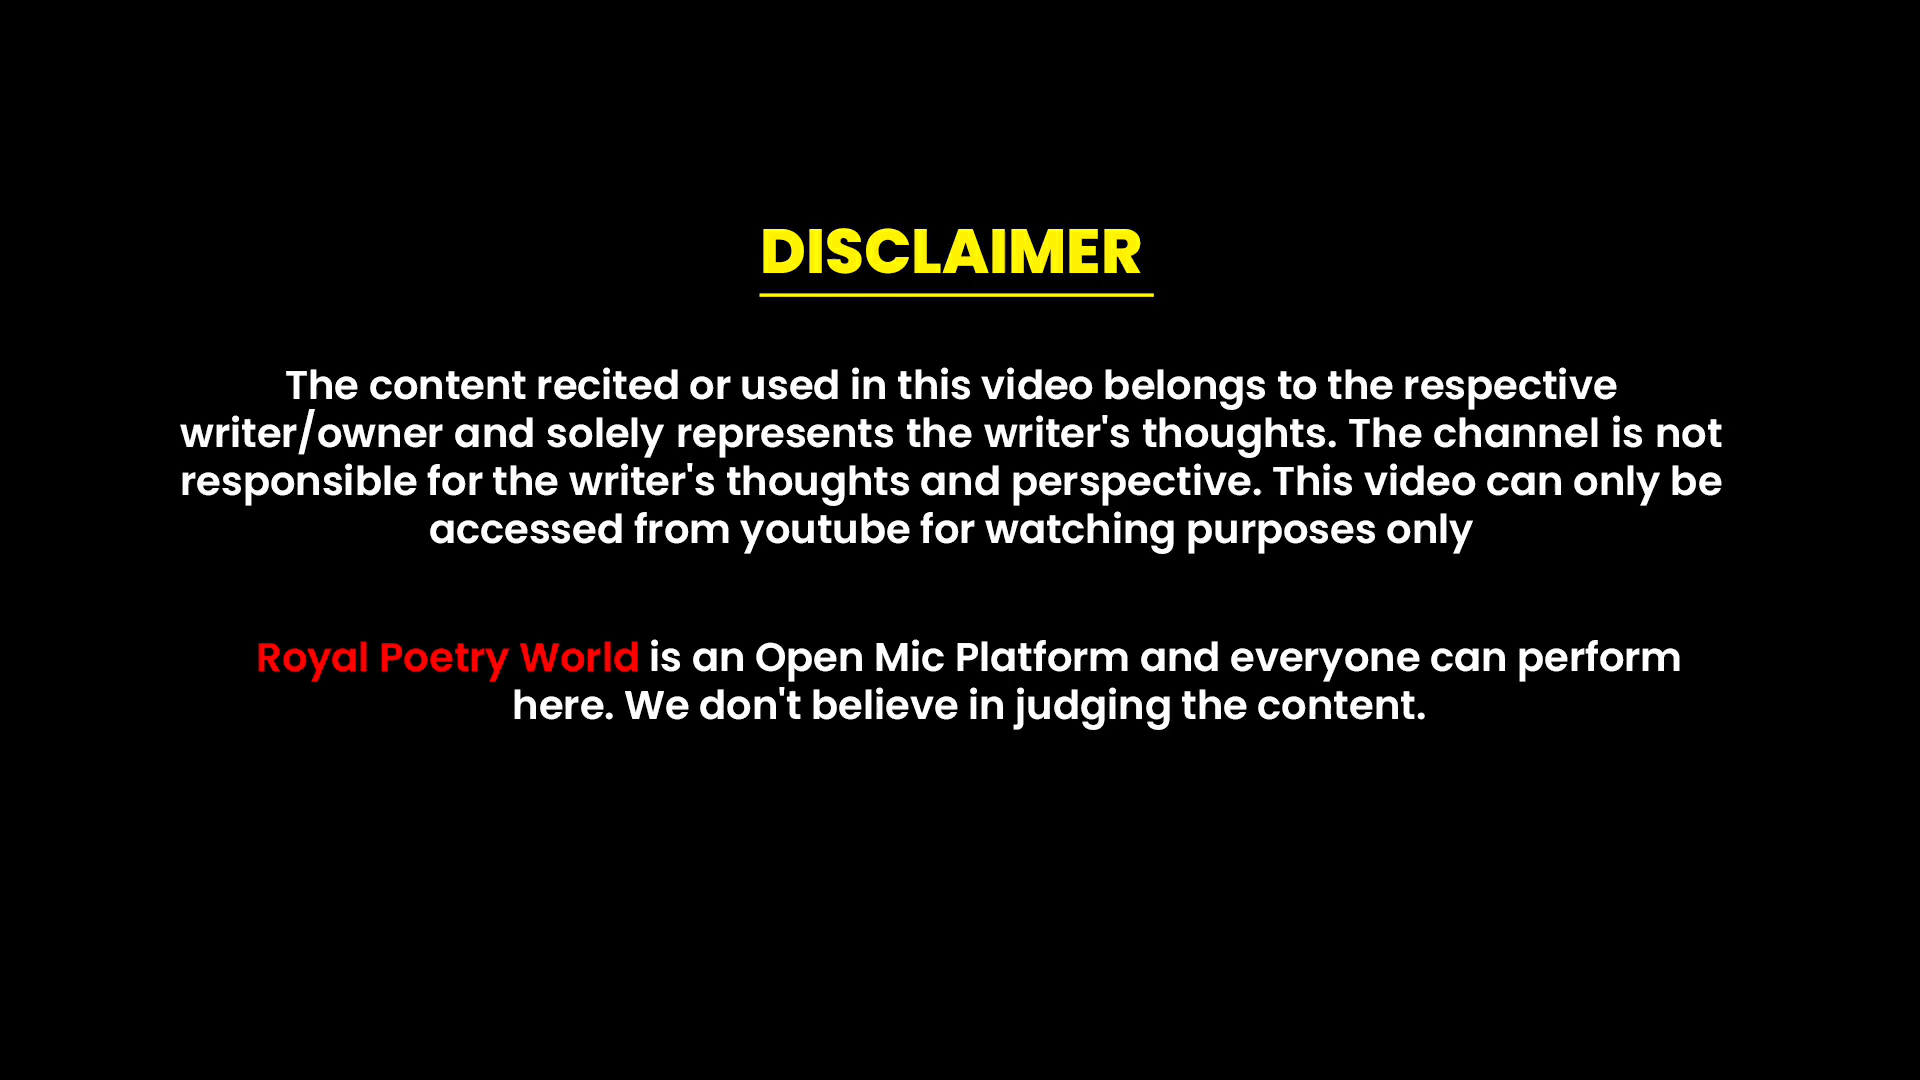 DISCLAIMER
The content recited or used in this video belongs to the respective
writer/owner and solely represents the writer's thoughts. The channel is not
responsible for the writer's thoughts and perspective. This video can only be
accessed from youtube for watching purposes only
Royal Poetry World is an Open Mic Platform and everyone can perform
here. We don't believe in judging the content.